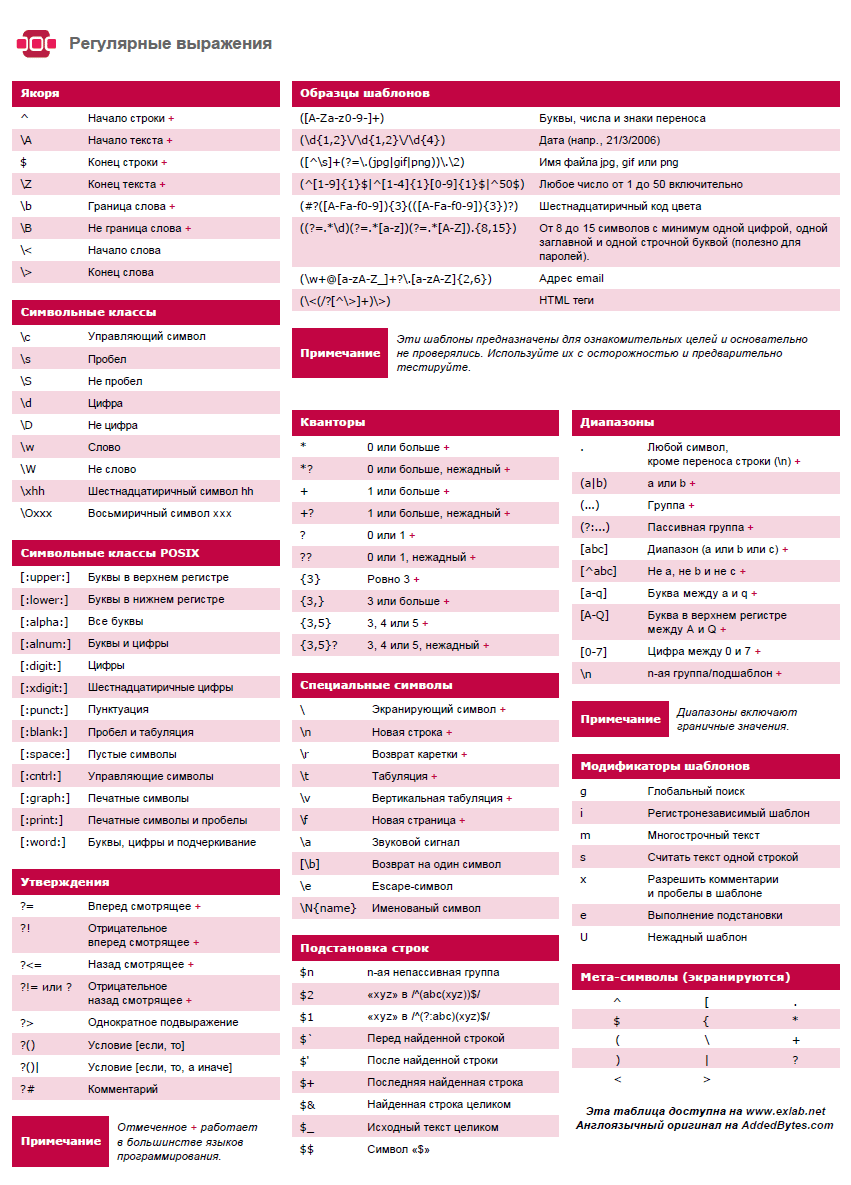 Регулярные выражения
Якоря
^ Начало строки +
\A Начало текста +
$ Конец строки +
\Z Конец текста +
\b Граница слова +
\B Не граница слова +
\< Начало слова
\> Конец слова
Символьные классы
\c Управляющий символ
\s Пробел
\S Не пробел
\d Цифра
\D Не цифра
\w Слово
\W Не слово
\xhh Шестнадцатиричный символ hh
\Oxxx Восьмиричный символ xxx
Символьные классы POSIX
[:upper:] Буквы в верхнем регистре
[:lower:] Буквы в нижнем регистре
[:alpha:] Все буквы
[:alnum:] Буквы и цифры
[:digit:] Цифры
[:xdigit:] Шестнадцатиричные цифры
[:punct:] Пунктуация
[:blank:] Пробел и табуляция
[:space:] Пустые символы
[:cntrl:] Управляющие символы
[:graph:] Печатные символы
[:print:] Печатные символы и пробелы
[:word:] Буквы, цифры и подчеркивание
Утверждения
?= Вперед смотрящее +
?! Отрицательное
вперед смотрящее +
?<= Назад смотрящее +
?!= или ? Отрицательное
назад смотрящее +
?> Однократное подвыражение
?() Условие [если, то]
?()| Условие [если, то, а иначе]
?# Комментарий
Примечание
Отмеченное + работает
в большинстве языков
программирования.
Образцы шаблонов
([A-Za-z0-9-]+) Буквы, числа и знаки переноса
(\d{1,2}\/\d{1,2}\/\d{4}) Дата (напр., 21/3/2006)
([^\s]+(?=\.(jpg|gif|png))\.\2) Имя файла jpg, gif или png
(^[1-9]{1}$|^[1-4]{1}[0-9]{1}$|^50$) Любое число от 1 до 50 включительно
(#?([A-Fa-f0-9]){3}(([A-Fa-f0-9]){3})?) Шестнадцатиричный код цвета
((?=.*\d)(?=.*[a-z])(?=.*[A-Z]).{8,15}) От 8 до 15 символов с минимум одной цифрой, одной
заглавной и одной строчной буквой (полезно для
паролей).
(\w+@[a-zA-Z_]+?\.[a-zA-Z]{2,6}) Адрес email
(\<(/?[^\>]+)\>) HTML теги
Примечание
Эти шаблоны предназначены для ознакомительных целей и основательно
не проверялись. Используйте их с осторожностью и предварительно
тестируйте.
Кванторы
* 0 или больше +
*? 0 или больше, нежадный +
+ 1 или больше +
+? 1 или больше, нежадный +
? 0 или 1 +
?? 0 или 1, нежадный +
{3} Ровно 3 +
{3,} 3 или больше +
{3,5} 3, 4 или 5 +
{3,5}? 3, 4 или 5, нежадный +
Специальные символы
\ Экранирующий символ +
\n Новая строка +
\r Возврат каретки +
\t Табуляция +
\v Вертикальная табуляция +
\f Новая страница +
\a Звуковой сигнал
[\b] Возврат на один символ
\e Escape-символ
\N{name} Именованый символ
Подстановка строк
$n n-ая непассивная группа
$2 «xyz» в /^(abc(xyz))$/
$1 «xyz» в /^(?:abc)(xyz)$/
$` Перед найденной строкой
$' После найденной строки
$+ Последняя найденная строка
$& Найденная строка целиком
$_ Исходный текст целиком
$$ Символ «$»
Диапазоны
. Любой символ,
кроме переноса строки (\n) +
(a|b) a или b +
(...) Группа +
(?:...) Пассивная группа +
[abc] Диапазон (a или b или c) +
[^abc] Не a, не b и не c +
[a-q] Буква между a и q +
[A-Q] Буква в верхнем регистре
между A и Q +
[0-7] Цифра между 0 и 7 +
\n n-ая группа/подшаблон +
Примечание
Диапазоны включают
граничные значения.
Модификаторы шаблонов
g Глобальный поиск
i Регистронезависимый шаблон
m Многострочный текст
s Считать текст одной строкой
x Разрешить комментарии
и пробелы в шаблоне
e Выполнение подстановки
U Нежадный шаблон
Мета-символы (экранируются)
^ [ .
$ { *
( \ +
) | ?
< >
Эта таблица доступна на www.exlab.net
Англоязычный оригинал на AddedBytes.com